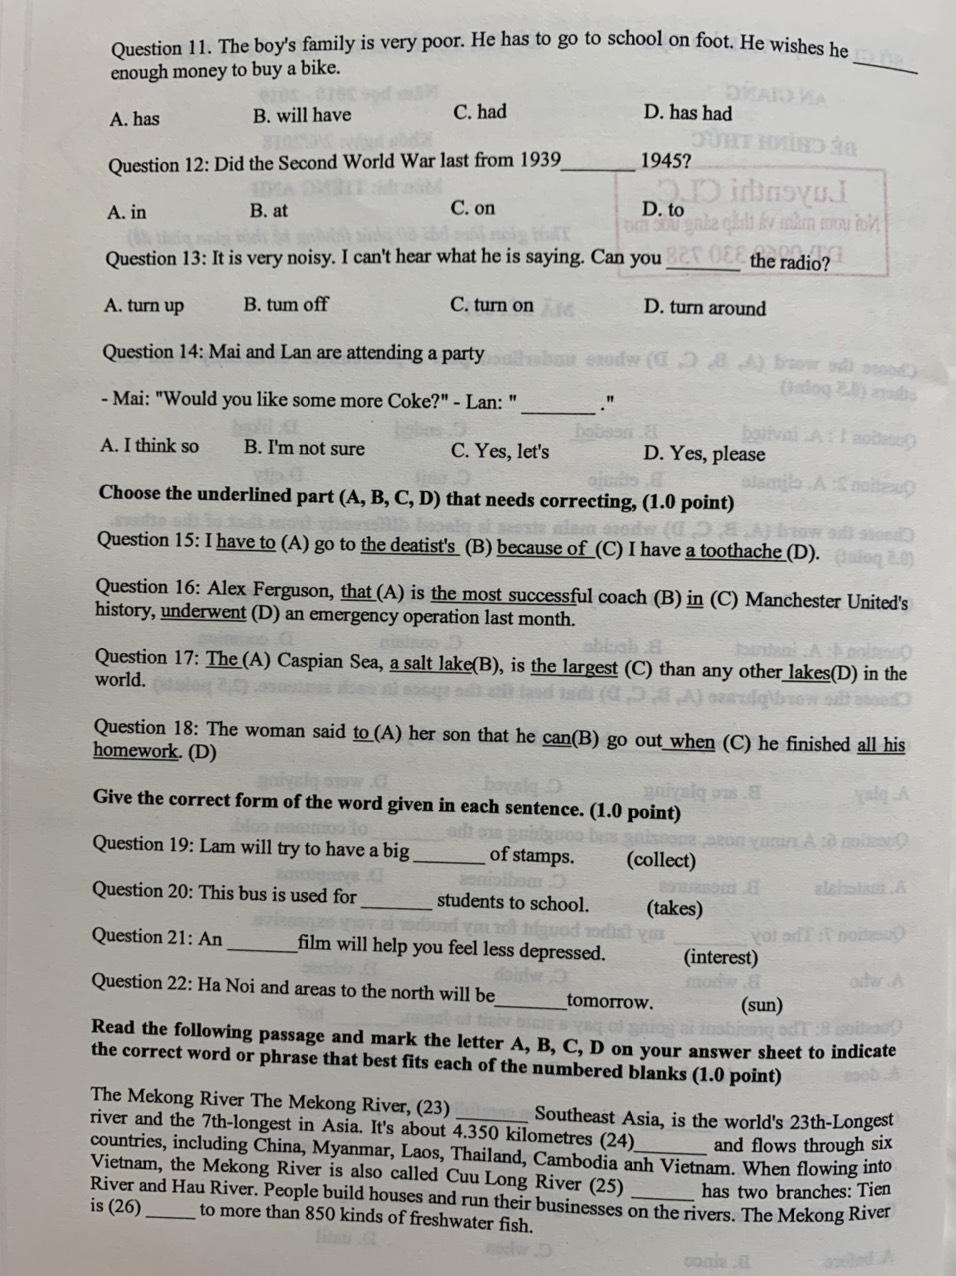 Question 11. The boy's family is very poor. He has to go to school on foot. He wishes he ______
enough money to buy a bike.
A. has B. will have C. had D. has had
Question 12: Did the Second World War last from 1939______ 1945?
A. in B. at C. on D. to
Question 13: It is very noisy. I can't hear what he is saying. Can you ______ the radio?
A. turn up B. tum off C. turn on D. turn around
Question 14: Mai and Lan are attending a party
- Mai: "Would you like some more Coke?" - Lan: "______."
A. I think so B. I'm not sure C. Yes, let's D. Yes, please
Choose the underlined part (A, B, C, D) that needs correcting, (1.0 point)
Question 15: I have to (A) go to the deatist's (B) because of (C) I have a toothache (D).
Question 16: Alex Ferguson, that (A) is the most successful coach (B) in (C) Manchester United's
history, underwent (D) an emergency operation last month.
Question 17: The (A) Caspian Sea, a salt lake(B), is the largest (C) than any other lakes(D) in the
world.
Question 18: The woman said to (A) her son that he can(B) go out when (C) he finished all his
homework. (D)
Give the correct form of the word given in each sentence. (1.0 point)
Question 19: Lam will try to have a big ______ of stamps. (collect)
Question 20: This bus is used for ______ students to school. (takes)
Question 21: An ______film will help you feel less depressed. (interest)
Question 22: Ha Noi and areas to the north will be______tomorrow. (sun)
Read the following passage and mark the letter A, B, C, D on your answer sheet to indicate
the correct word or phrase that best fits each of the numbered blanks (1.0 point)
The Mekong River The Mekong River, (23) ______ Southeast Asia, is the world's 23th-Longest
river and the 7th-longest in Asia. It's about 4.350 kilometres (24)______ and flows through six
countries, including China, Myanmar, Laos, Thailand, Cambodia anh Vietnam. When flowing into
Vietnam, the Mekong River is also called Cuu Long River (25) ______ has two branches: Tien
River and Hau River. People build houses and run their businesses on the rivers. The Mekong River
is (26) ______ to more than 850 kinds of freshwater fish.